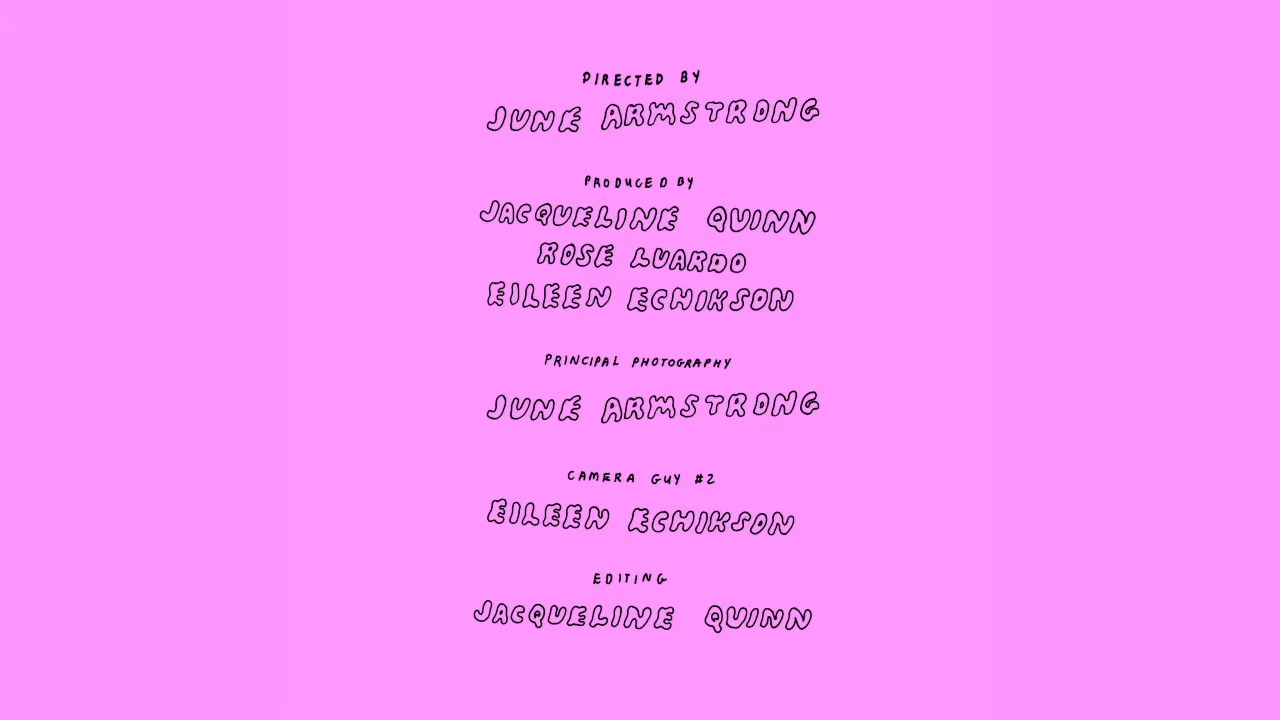 DIRECTED BY
JUNE ARMSTRONG
PRODUCED BY
JACQUELINE QUINN
ROSE LUARDO
EILEEN ECHIKSON
PRINCIPAL PHOTOGRAPHY
JUNE ARMSTRONG
CAMERA GUY #2
EILEEN ECHIKSON
EDITING
JACQUELINE QUINN